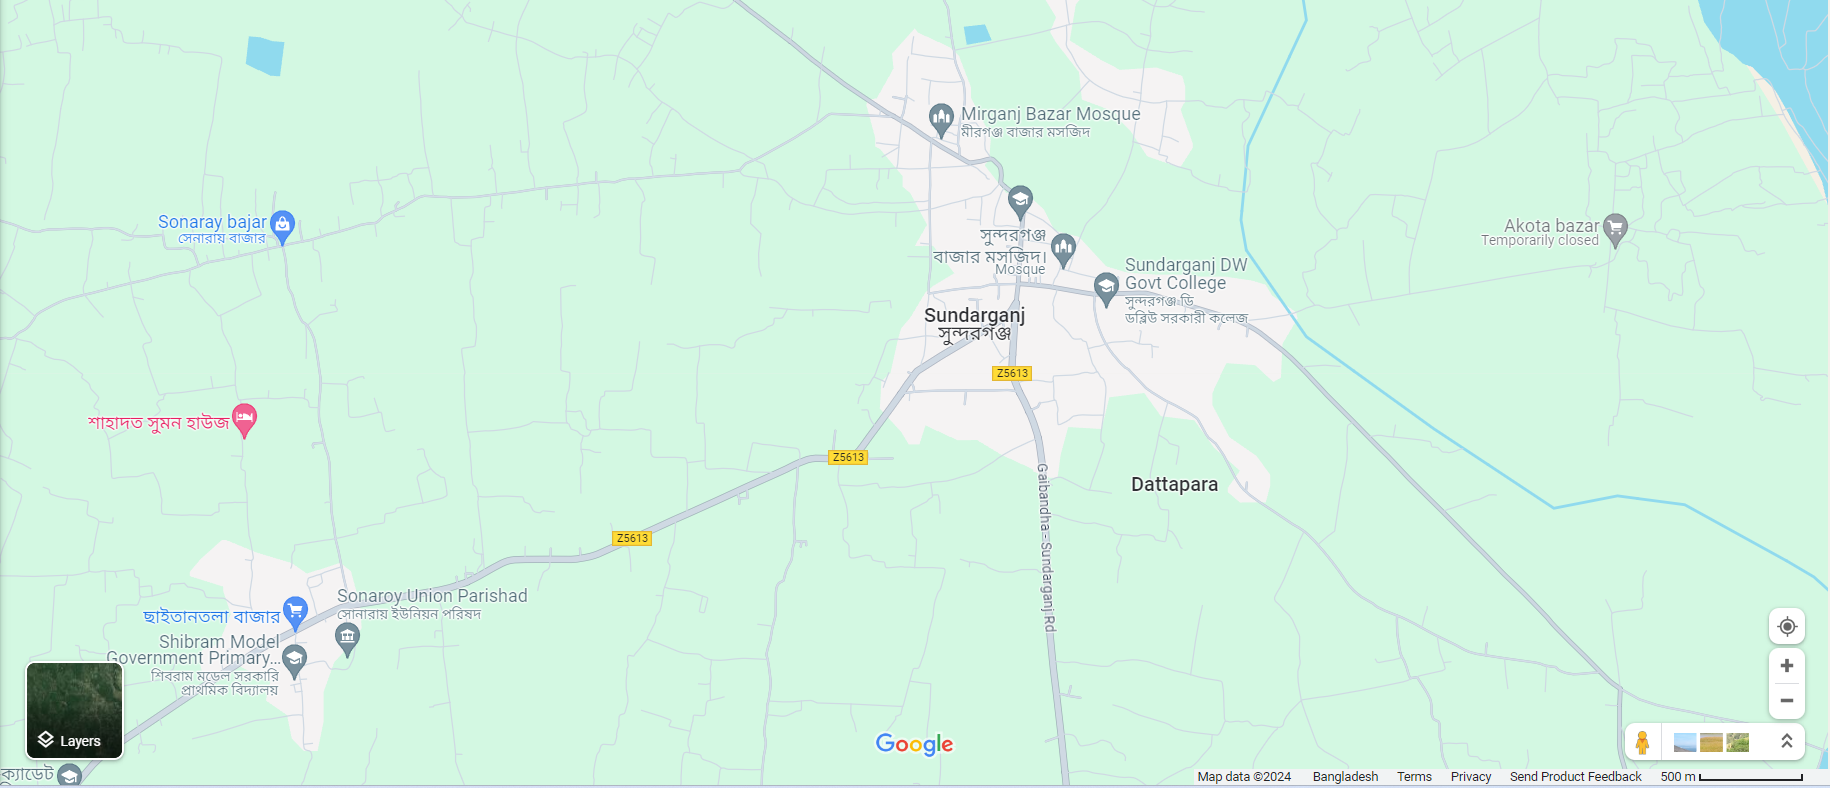 Mirganj Bazar Mosque
মীরগঞ্জ বাজার মসজিদ
Sonaray bajar
সেনারায় বাজার
সুন্দরগঞ্জ
বাজার মসজিদ।
Mosque
Akota bazar
Temporarily closed
Sundarganj DW
Govt College
সুন্দরগঞ্জ ডি
ডব্লিউ সরকারী কলেজ
Sundarganj
সুন্দরগঞ্জ
Z5613
শাহাদত সুমন হাউজ
Z5613
Dattapara
Gaibandha - Sundarganj Rd
Z5613
Sonaroy Union Parishad
সোনারায় ইউনিয়ন পরিষদ
ছাইতানতলা বাজার
Shibram Model
Government Primary...
শিবরাম মডেল সরকারি
প্রাথমিক বিদ্যালয়
Layers
Google
ক্যাডেট
Map data ©2024 Bangladesh Terms Privacy Send Product Feedback 500 m